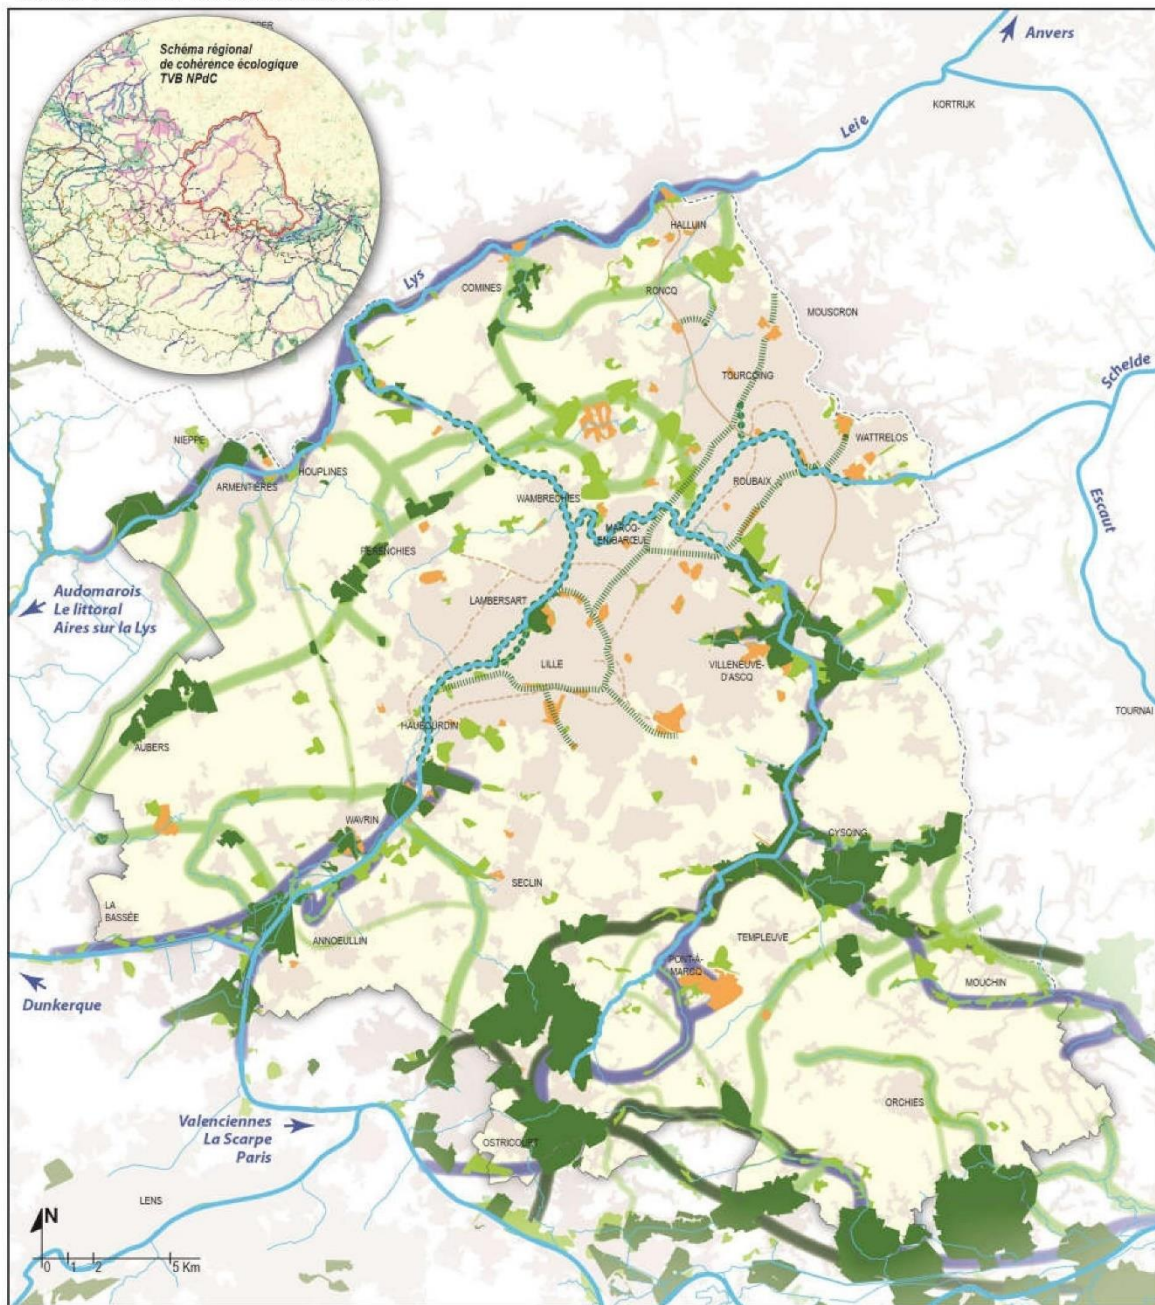 Schéma régional
de cohérence écologique
TVB NPdC
Anvers
KORTRIJK
Leie
HALLUIN
Lys
COMINES
RONCQ
MOUSCRON
TOURCOING
Schelde
NIEPPE
WATTRELOS
HOUPLINES
ARMENTIÈRES
ROUBAIX
WAMBRECHIES
Escaut
MARCQ-
EN-BARŒUL
PERENCHIES
Audomarois
Le littoral
Aires sur la Lys
LAMBERSART
LILLE
VILLENEUVE-
D'ASCQ
TOURNAI
HAUBOURDIN
AUBERS
WAVRIN
CYSOING
SECLIN
LA
BASSÉE
ANNOEULLIN
TEMPLEUVE
PONT-À-
MARCQ
MOUCHIN
Dunkerque
ORCHIES
Valenciennes
La Scarpe
Paris
OSTRICOURT
LENS
N
0 1 2 5 Km